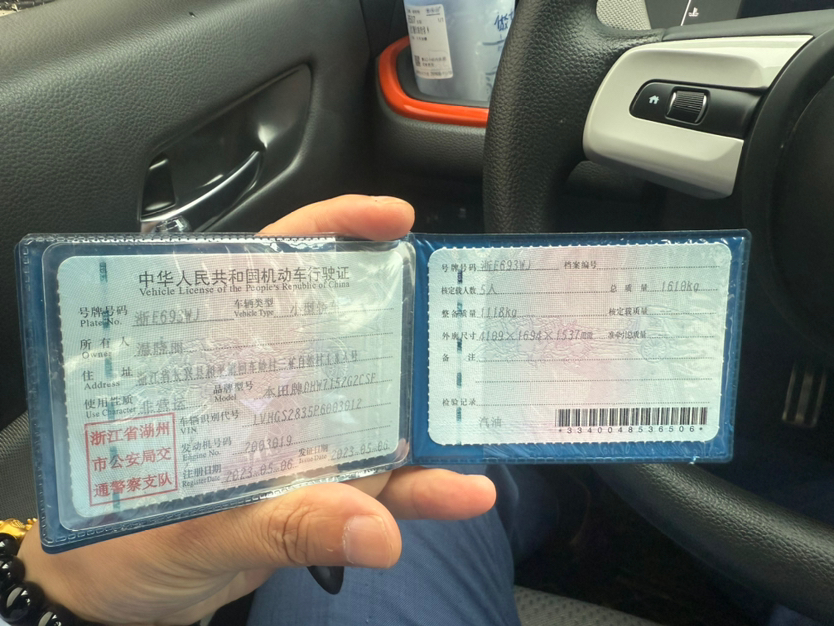 中华人民共和国机动车行驶证
Vehicle License of the People's Republic of China
号牌号码 浙E693WJ 车辆类型 小型
Plate No. Vehicle Type
所有人
Owner
住址
Address
使用性质 非营运 品牌型号 本田牌DHW7152G2CSF
Use Character Model
浙江省湖州
市公安局交
通警察支队
车辆识别代号
VIN
发动机号码 2003019
Engine No.
注册日期 2023-05-06 发证日期 2023-05-06
Register Date Issue Date
号牌号码 浙E693WJ 档案编号
核定载人数 5人 总质量 1618kg
整备质量 1118kg 核定载质量
外廓尺寸 4109×1694×1537mm 准牵引总质量
备注
检验记录
汽油
*3340048536506*